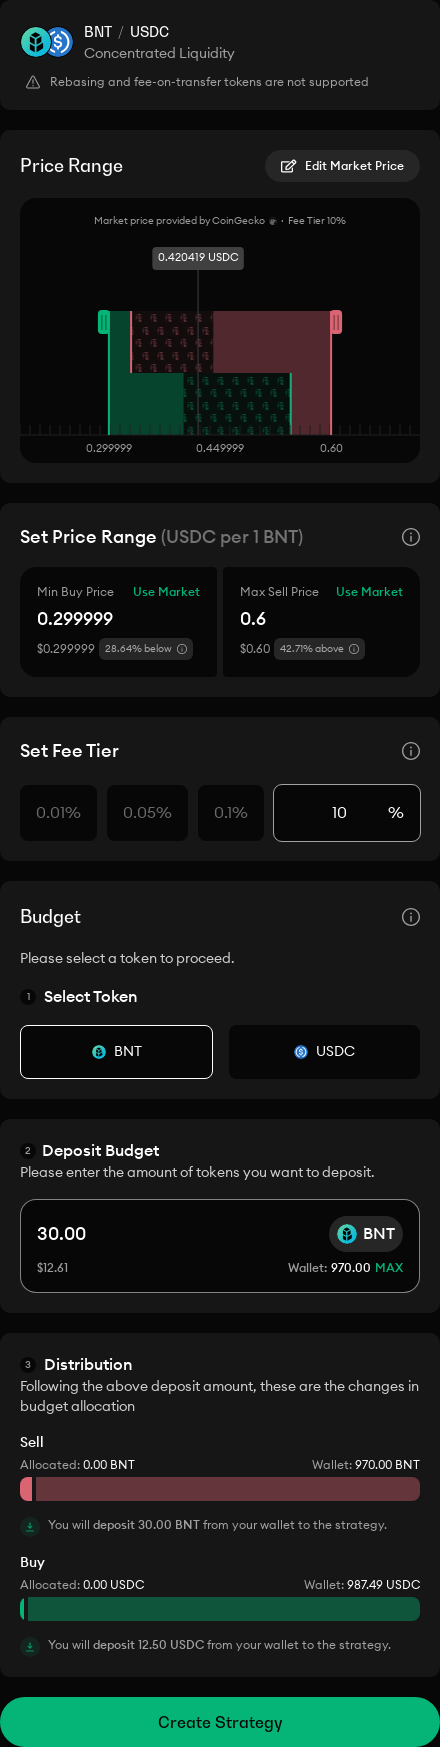 BNT / USDC
Concentrated Liquidity
Rebasing and fee-on-transfer tokens are not supported
Price Range
Edit Market Price
Market price provided by CoinGecko · Fee Tier 10%
0.420419 USDC
0.299999 0.449999 0.60
Set Price Range (USDC per 1 BNT)
Min Buy Price Use Market
0.299999
$0.299999 28.64% below
Max Sell Price Use Market
0.6
$0.60 42.71% above
Set Fee Tier
0.01% 0.05% 0.1% 10 %
Budget
Please select a token to proceed.
1 Select Token
BNT USDC
2 Deposit Budget
Please enter the amount of tokens you want to deposit.
30.00 BNT
$12.61 Wallet: 970.00 MAX
3 Distribution
Following the above deposit amount, these are the changes in
budget allocation
Sell
Allocated: 0.00 BNT Wallet: 970.00 BNT
You will deposit 30.00 BNT from your wallet to the strategy.
Buy
Allocated: 0.00 USDC Wallet: 987.49 USDC
You will deposit 12.50 USDC from your wallet to the strategy.
Create Strategy